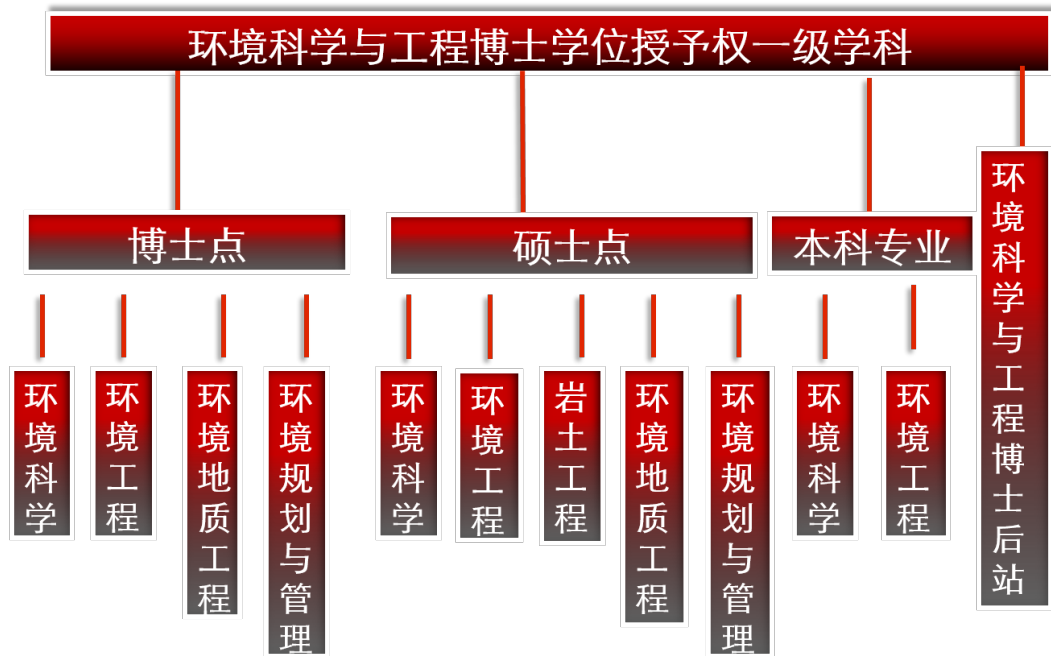 环境科学与工程博士学位授予权一级学科
博士点
硕士点
本科专业
环境科学与工程博士后站
环境科学
环境工程
环境地质工程
环境规划与管理
环境科学
环境工程
岩土工程
环境地质工程
环境规划与管理
环境科学
环境工程